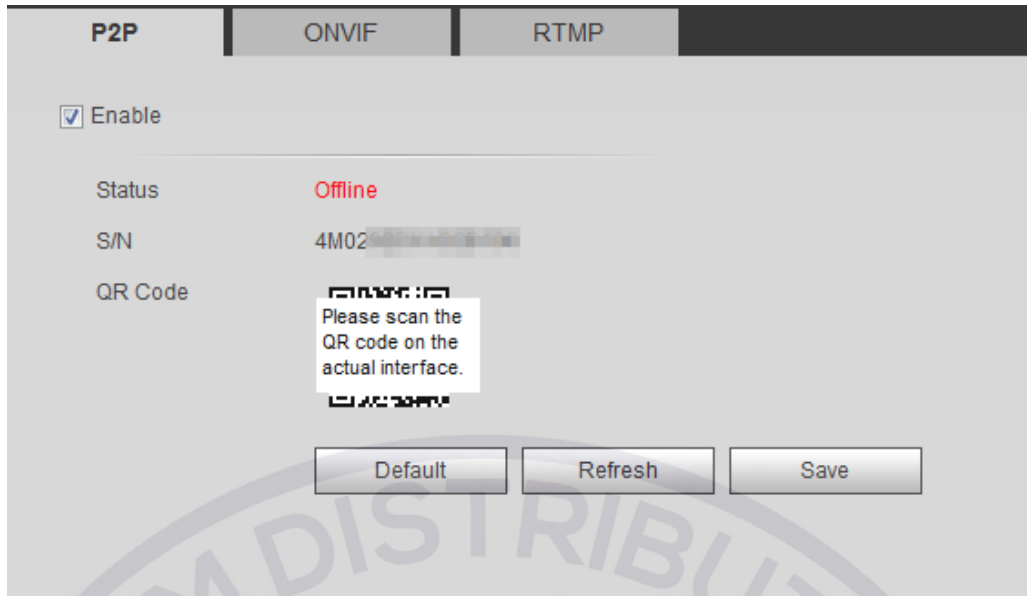 P2P ONVIF RTMP
Enable
Status Offline
S/N 4M02
QR Code
Please scan the
QR code on the
actual interface.
Default Refresh Save
DISTRIBUT